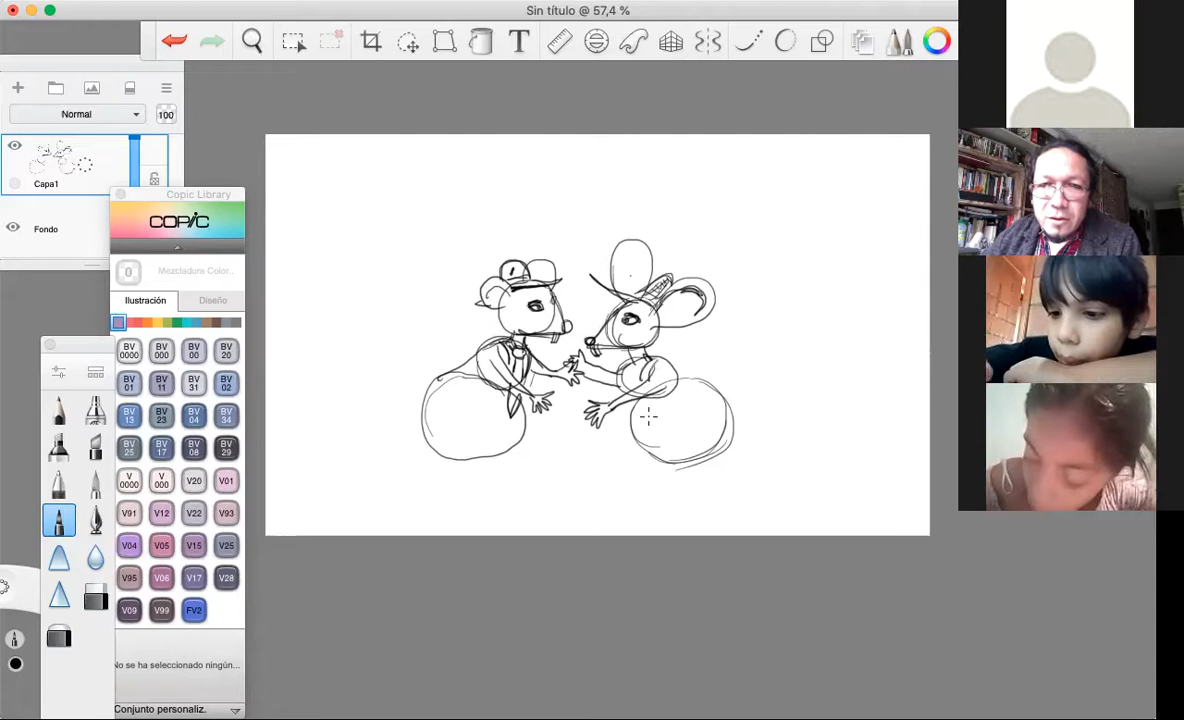 Sin título @ 57,4 %
T
Normal
100
Capa1
Fondo
Copic Library
COPIC
0
Mezcladora Color..
Ilustración
Diseño
BV 0000
BV 000
BV 00
BV 20
BV 01
BV 11
BV 31
BV 02
BV 13
BV 23
BV 04
BV 34
BV 25
BV 17
BV 08
BV 29
V 0000
V 000
V20
V01
V91
V12
V22
V93
V04
V05
V15
V25
V95
V06
V17
V28
V09
V99
FV2
No se ha seleccionado ningún...
Conjunto personaliz.